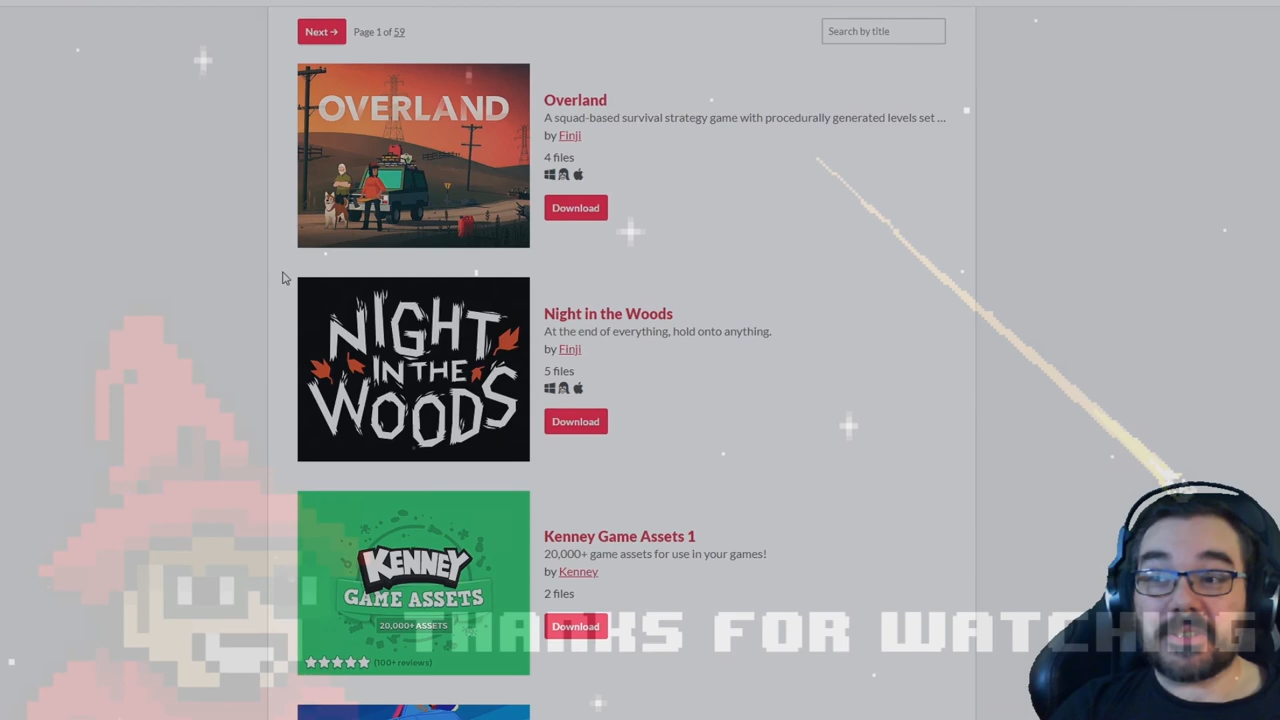 Next →
Page 1 of 59
Search by title
OVERLAND
Overland
A squad-based survival strategy game with procedurally generated levels set ...
by Finji
4 files
Download
NIGHT
IN THE
WOODS
Night in the Woods
At the end of everything, hold onto anything.
by Finji
5 files
Download
KENNEY
GAME ASSETS
20,000+ ASSETS
(100+ reviews)
Kenney Game Assets 1
20,000+ game assets for use in your games!
by Kenney
2 files
Download
THANKS FOR WATCHING